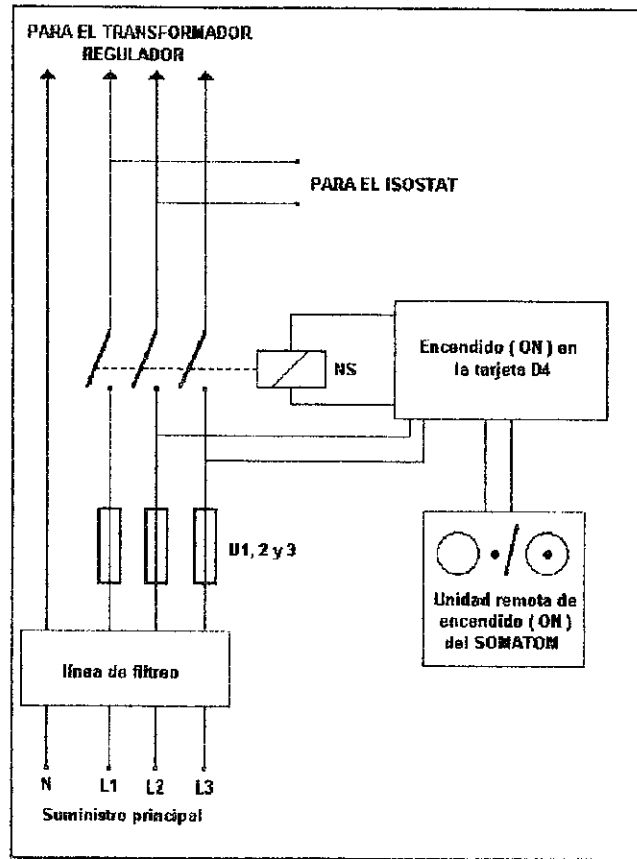 PARA EL TRANSFORMADOR
REGULADOR
PARA EL ISOSTAT
Encendido ( ON ) en
la tarjeta D4
NS
U1, 2 y 3
Unidad remota de
encendido ( ON )
del SOMATOM
línea de filtreo
N L1 L2 L3
Suministro principal